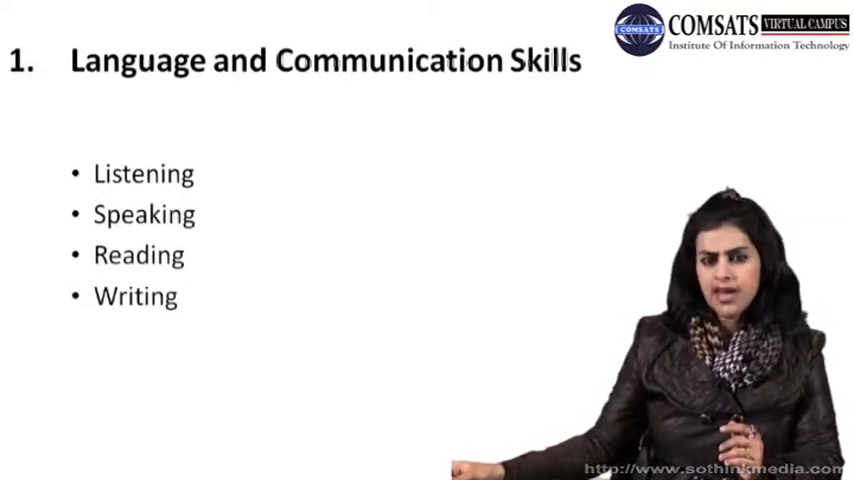 COMSATS VIRTUAL CAMPUS
Institute Of Information Technology
COMSATS
1. Language and Communication Skills
• Listening
• Speaking
• Reading
• Writing
http://www.sothinkmedia.com